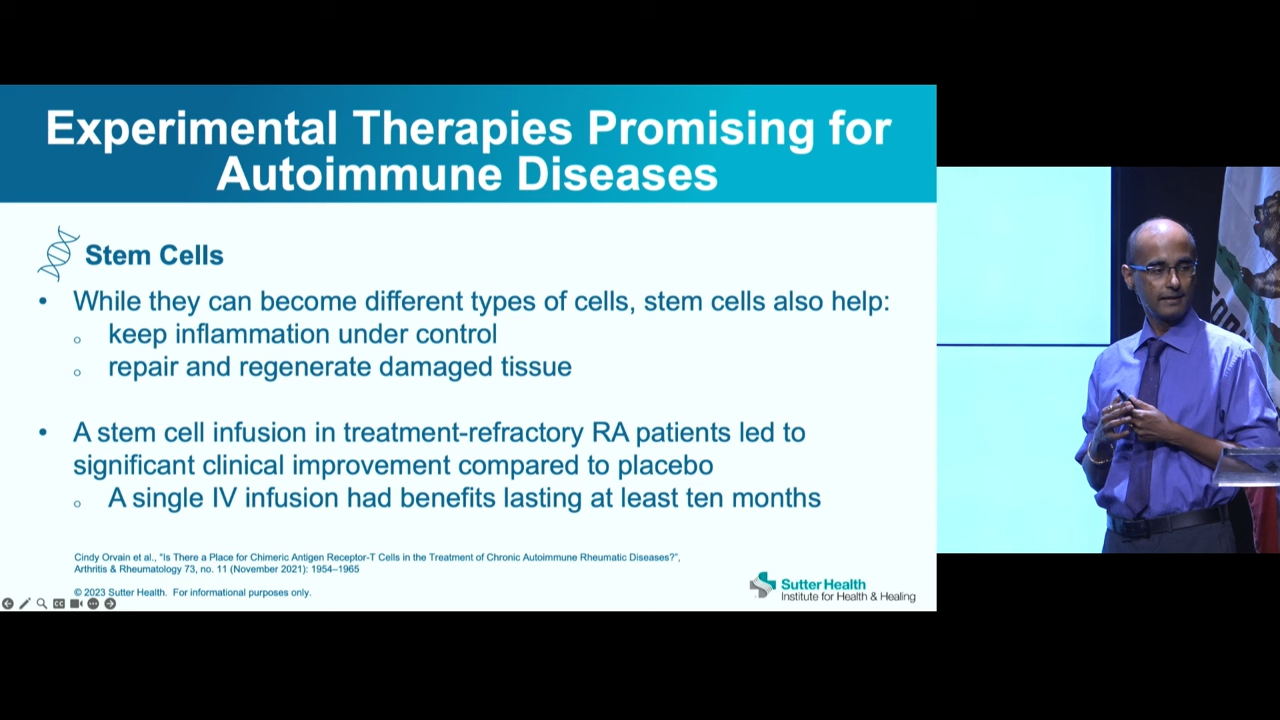 Experimental Therapies Promising for
Autoimmune Diseases
Stem Cells
• While they can become different types of cells, stem cells also help:
o keep inflammation under control
o repair and regenerate damaged tissue
• A stem cell infusion in treatment-refractory RA patients led to
significant clinical improvement compared to placebo
o A single IV infusion had benefits lasting at least ten months
Cindy Orvain et al., "Is There a Place for Chimeric Antigen Receptor-T Cells in the Treatment of Chronic Autoimmune Rheumatic Diseases?",
Arthritis & Rheumatology 73, no. 11 (November 2021): 1954–1965
© 2023 Sutter Health. For informational purposes only.
Sutter Health
Institute for Health & Healing